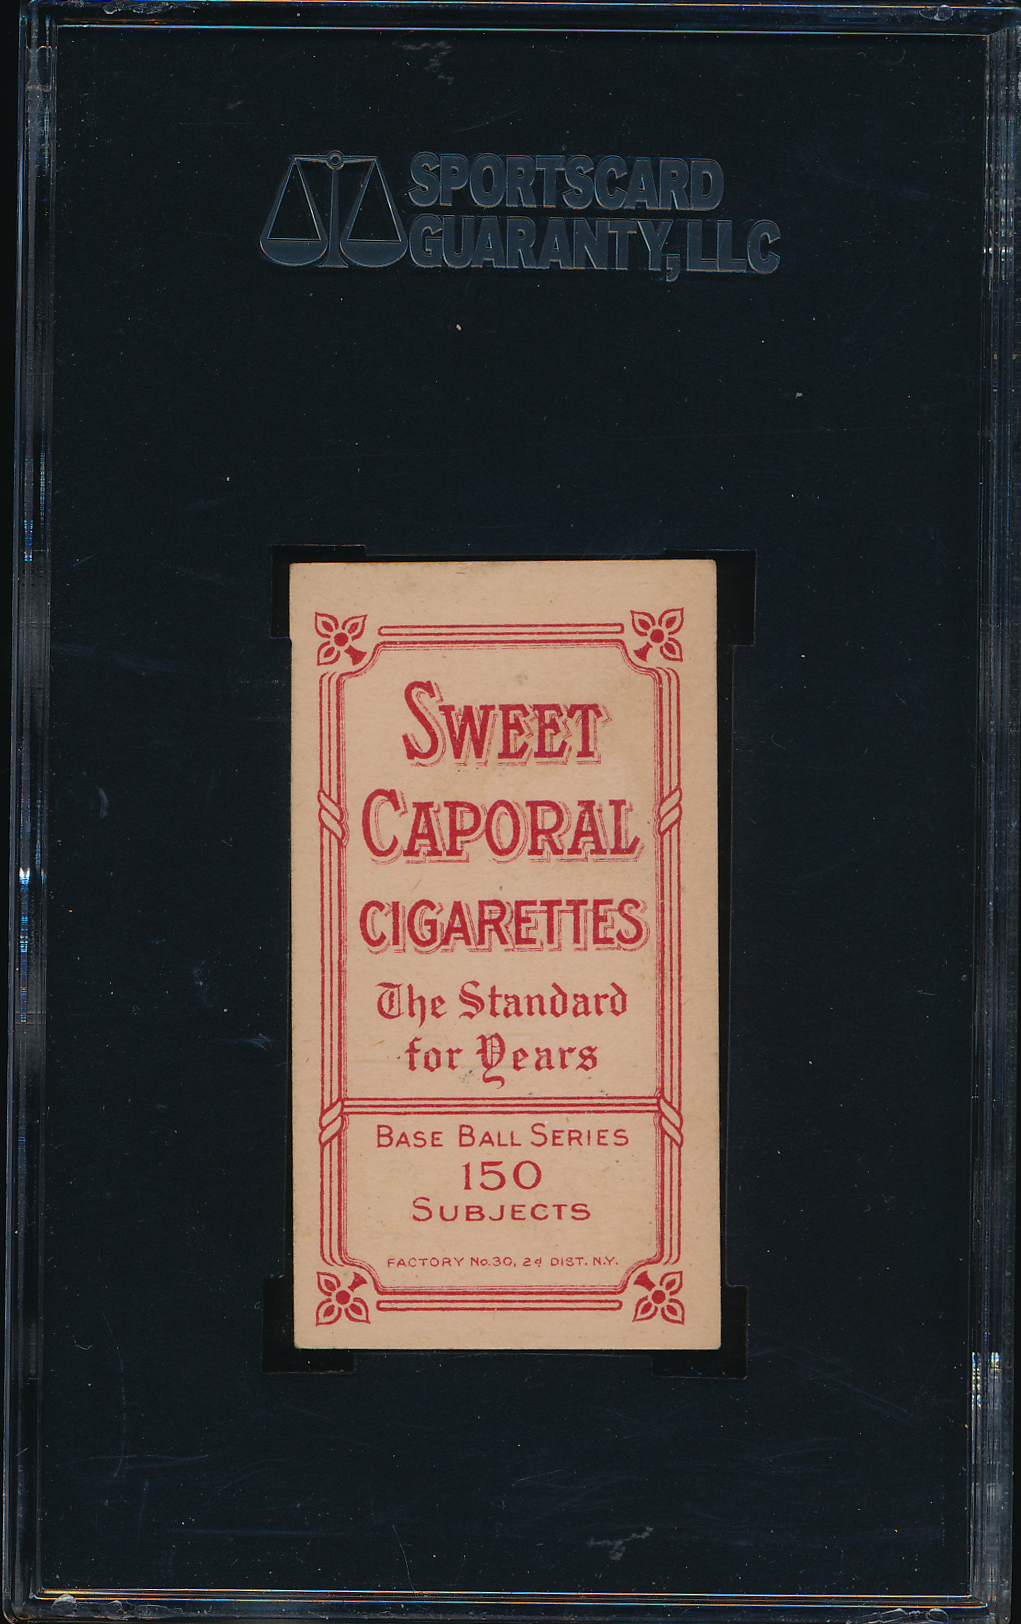 SPORTSCARD
GUARANTY, LLC
SWEET
CAPORAL
CIGARETTES
The Standard
for Years
BASE BALL SERIES
150
SUBJECTS
FACTORY No. 30, 2d DIST. N.Y.